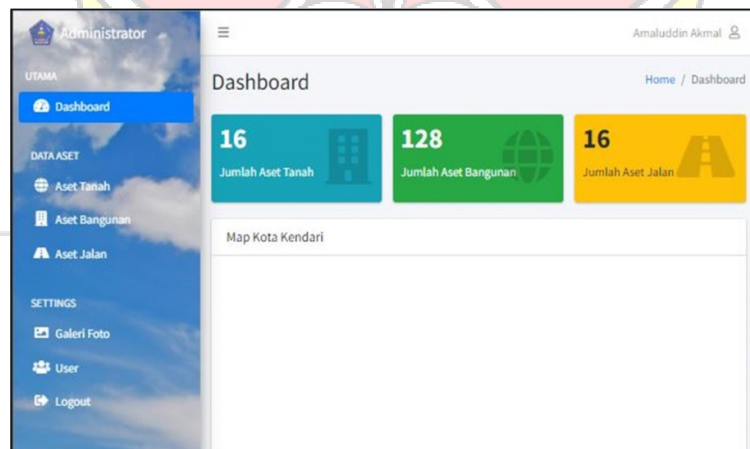 Administrator
Amaluddin Akmal
UTAMA
Dashboard
DATA ASET
Aset Tanah
Aset Bangunan
Aset Jalan
SETTINGS
Galeri Foto
User
Logout
Dashboard
Home / Dashboard
16
Jumlah Aset Tanah
128
Jumlah Aset Bangunan
16
Jumlah Aset Jalan
Map Kota Kendari